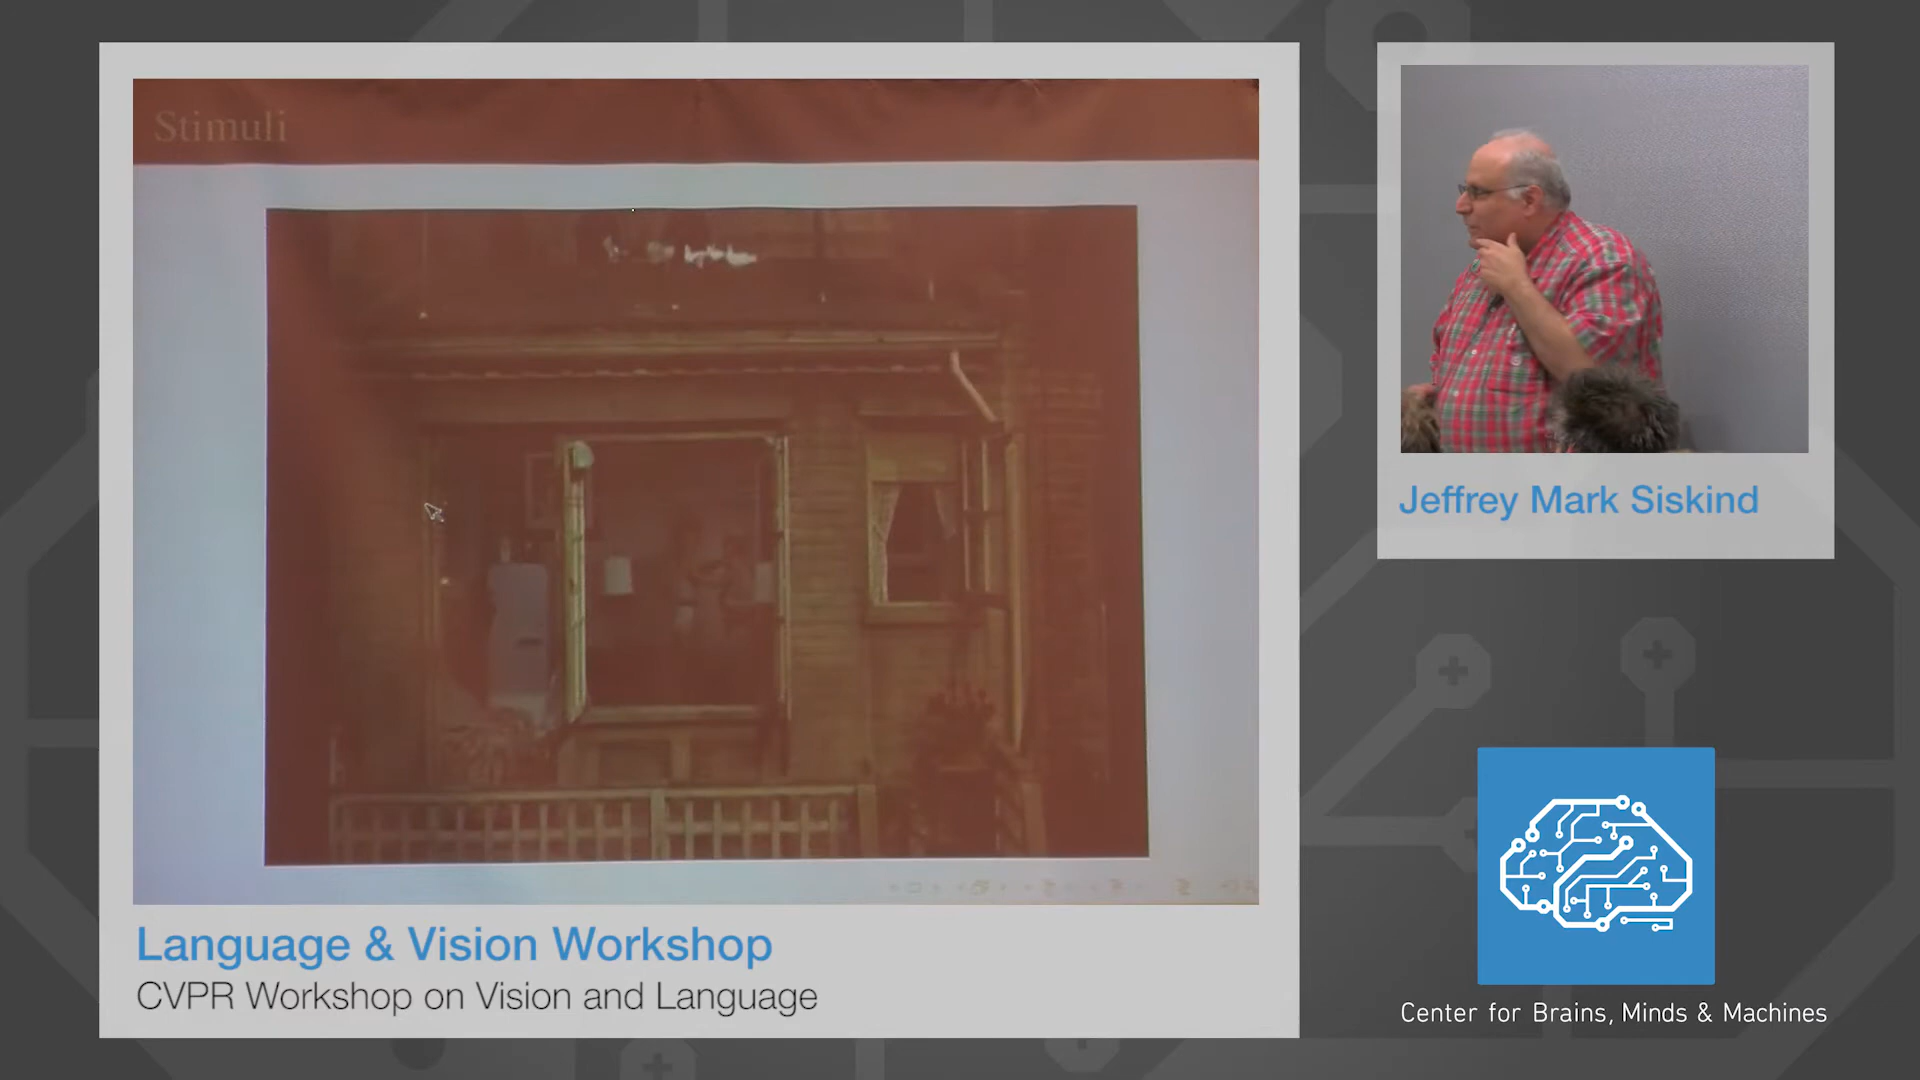 Stimuli
Jeffrey Mark Siskind
Language & Vision Workshop
CVPR Workshop on Vision and Language
Center for Brains, Minds & Machines